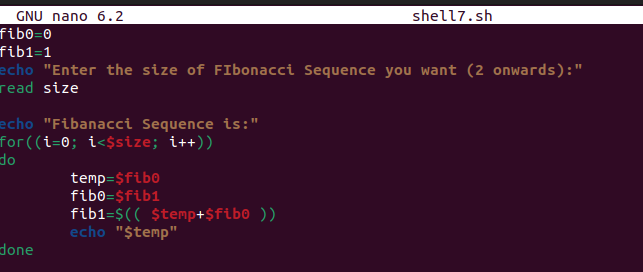 GNU nano 6.2 shell7.sh
fib0=0
fib1=1
echo "Enter the size of FIbonacci Sequence you want (2 onwards):"
read size
echo "Fibanacci Sequence is:"
for((i=0; i<$size; i++))
do
temp=$fib0
fib0=$fib1
fib1=$(( $temp+$fib0 ))
echo "$temp"
done